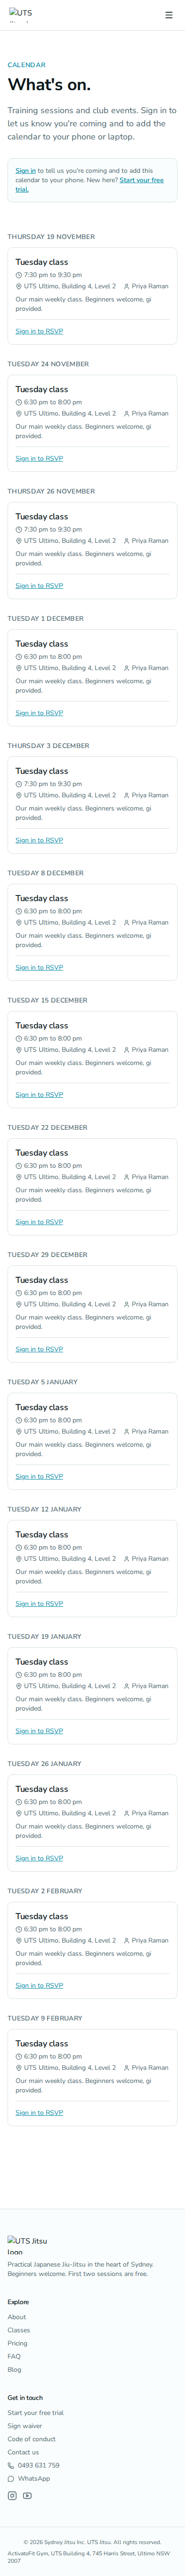 UTS
CALENDAR
What's on.
Training sessions and club events. Sign in to
let us know you're coming and to add the
calendar to your phone or laptop.
Sign in to tell us you're coming and to add this
calendar to your phone. New here? Start your free
trial.
THURSDAY 19 NOVEMBER
Tuesday class
7:30 pm to 9:30 pm
UTS Ultimo, Building 4, Level 2 Priya Raman
Our main weekly class. Beginners welcome, gi
provided.
Sign in to RSVP
TUESDAY 24 NOVEMBER
Tuesday class
6:30 pm to 8:00 pm
UTS Ultimo, Building 4, Level 2 Priya Raman
Our main weekly class. Beginners welcome, gi
provided.
Sign in to RSVP
THURSDAY 26 NOVEMBER
Tuesday class
7:30 pm to 9:30 pm
UTS Ultimo, Building 4, Level 2 Priya Raman
Our main weekly class. Beginners welcome, gi
provided.
Sign in to RSVP
TUESDAY 1 DECEMBER
Tuesday class
6:30 pm to 8:00 pm
UTS Ultimo, Building 4, Level 2 Priya Raman
Our main weekly class. Beginners welcome, gi
provided.
Sign in to RSVP
THURSDAY 3 DECEMBER
Tuesday class
7:30 pm to 9:30 pm
UTS Ultimo, Building 4, Level 2 Priya Raman
Our main weekly class. Beginners welcome, gi
provided.
Sign in to RSVP
TUESDAY 8 DECEMBER
Tuesday class
6:30 pm to 8:00 pm
UTS Ultimo, Building 4, Level 2 Priya Raman
Our main weekly class. Beginners welcome, gi
provided.
Sign in to RSVP
TUESDAY 15 DECEMBER
Tuesday class
6:30 pm to 8:00 pm
UTS Ultimo, Building 4, Level 2 Priya Raman
Our main weekly class. Beginners welcome, gi
provided.
Sign in to RSVP
TUESDAY 22 DECEMBER
Tuesday class
6:30 pm to 8:00 pm
UTS Ultimo, Building 4, Level 2 Priya Raman
Our main weekly class. Beginners welcome, gi
provided.
Sign in to RSVP
TUESDAY 29 DECEMBER
Tuesday class
6:30 pm to 8:00 pm
UTS Ultimo, Building 4, Level 2 Priya Raman
Our main weekly class. Beginners welcome, gi
provided.
Sign in to RSVP
TUESDAY 5 JANUARY
Tuesday class
6:30 pm to 8:00 pm
UTS Ultimo, Building 4, Level 2 Priya Raman
Our main weekly class. Beginners welcome, gi
provided.
Sign in to RSVP
TUESDAY 12 JANUARY
Tuesday class
6:30 pm to 8:00 pm
UTS Ultimo, Building 4, Level 2 Priya Raman
Our main weekly class. Beginners welcome, gi
provided.
Sign in to RSVP
TUESDAY 19 JANUARY
Tuesday class
6:30 pm to 8:00 pm
UTS Ultimo, Building 4, Level 2 Priya Raman
Our main weekly class. Beginners welcome, gi
provided.
Sign in to RSVP
TUESDAY 26 JANUARY
Tuesday class
6:30 pm to 8:00 pm
UTS Ultimo, Building 4, Level 2 Priya Raman
Our main weekly class. Beginners welcome, gi
provided.
Sign in to RSVP
TUESDAY 2 FEBRUARY
Tuesday class
6:30 pm to 8:00 pm
UTS Ultimo, Building 4, Level 2 Priya Raman
Our main weekly class. Beginners welcome, gi
provided.
Sign in to RSVP
TUESDAY 9 FEBRUARY
Tuesday class
6:30 pm to 8:00 pm
UTS Ultimo, Building 4, Level 2 Priya Raman
Our main weekly class. Beginners welcome, gi
provided.
Sign in to RSVP
UTS Jitsu
logo
Practical Japanese Jiu-Jitsu in the heart of Sydney.
Beginners welcome. First two sessions are free.
Explore
About
Classes
Pricing
FAQ
Blog
Get in touch
Start your free trial
Sign waiver
Code of conduct
Contact us
0493 631 759
WhatsApp
© 2026 Sydney Jitsu Inc. UTS Jitsu. All rights reserved.
ActivateFit Gym, UTS Building 4, 745 Harris Street, Ultimo NSW
2007